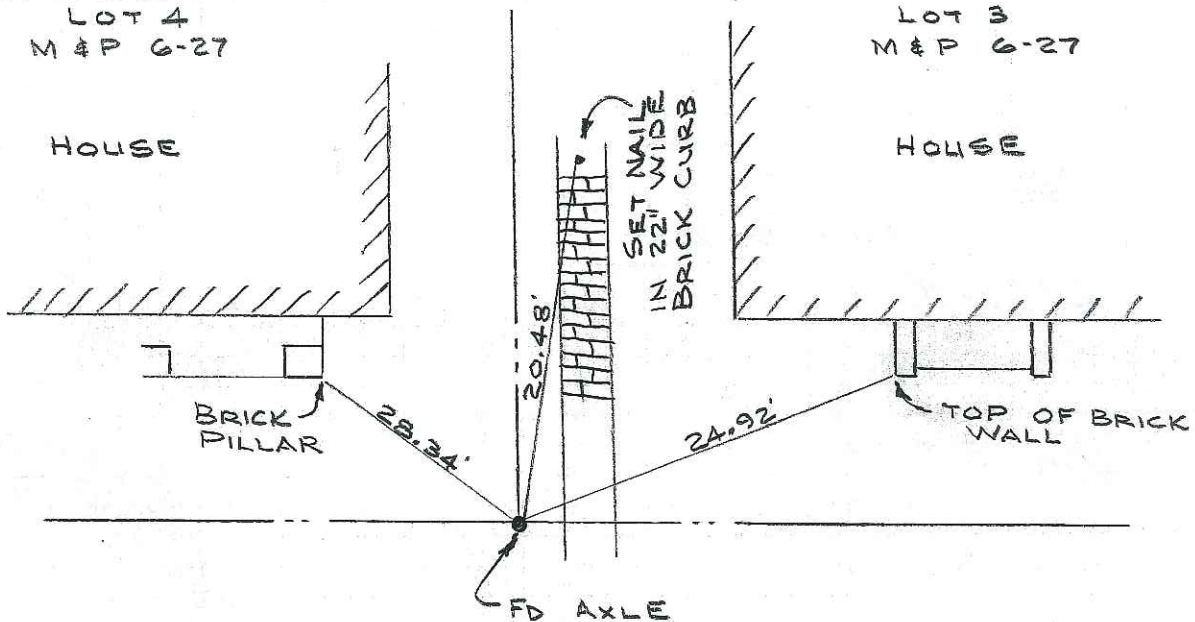 LOT 4
M & P 6-27
HOUSE
LOT 3
M & P 6-27
HOUSE
SET NAIL
IN 22" WIDE
BRICK CURB
20.48'
BRICK
PILLAR
28.34'
24.92'
TOP OF BRICK
WALL
FD AXLE